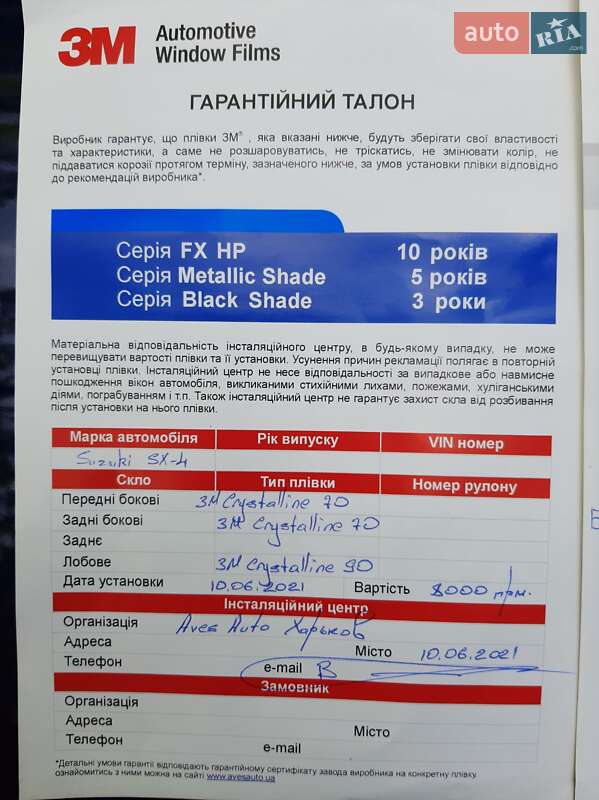 3M Automotive
Window Films
auto RIA.com
ГАРАНТІЙНИЙ ТАЛОН
Виробник гарантує, що плівки 3М®, яка вказані нижче, будуть зберігати свої властивості
та характеристики, а саме не розшаровуватись, не тріскатись, не змінювати колір, не
піддаватися корозії протягом терміну, зазначеного нижче, за умов установки плівки відповідно
до рекомендацій виробника*.
Серія FX HP 10 років
Серія Metallic Shade 5 років
Серія Black Shade 3 роки
Матеріальна відповідальність інсталяційного центру, в будь-якому випадку, не може
перевищувати вартості плівки та її установки. Усунення причин рекламації полягає в повторній
установці плівки. Інсталяційний центр не несе відповідальності за випадкове або навмисне
пошкодження вікон автомобіля, викликаними стихійними лихами, пожежами, хуліганськими
діями, пограбуванням і т.п. Також інсталяційний центр не гарантує захист скла від розбивання
після установки на нього плівки.
Марка автомобіля Рік випуску VIN номер
Suzuki SX-4
Скло Тип плівки Номер рулону
Передні бокові 3M Crystalline 70
Задні бокові 3M Crystalline 70
Заднє
Лобове 3M Crystalline 90
Дата установки 10.06.2021 Вартість 8000 грн.
Інсталяційний центр
Організація Aves Auto Харьков
Адреса Місто 10.06.2021
Телефон e-mail
Замовник
Організація
Адреса Місто
Телефон e-mail
*Детальні умови гарантії відповідають гарантійному сертифікату завода виробника на конкретну плівку.
ознайомитись з ними можна на сайті www.avesauto.ua